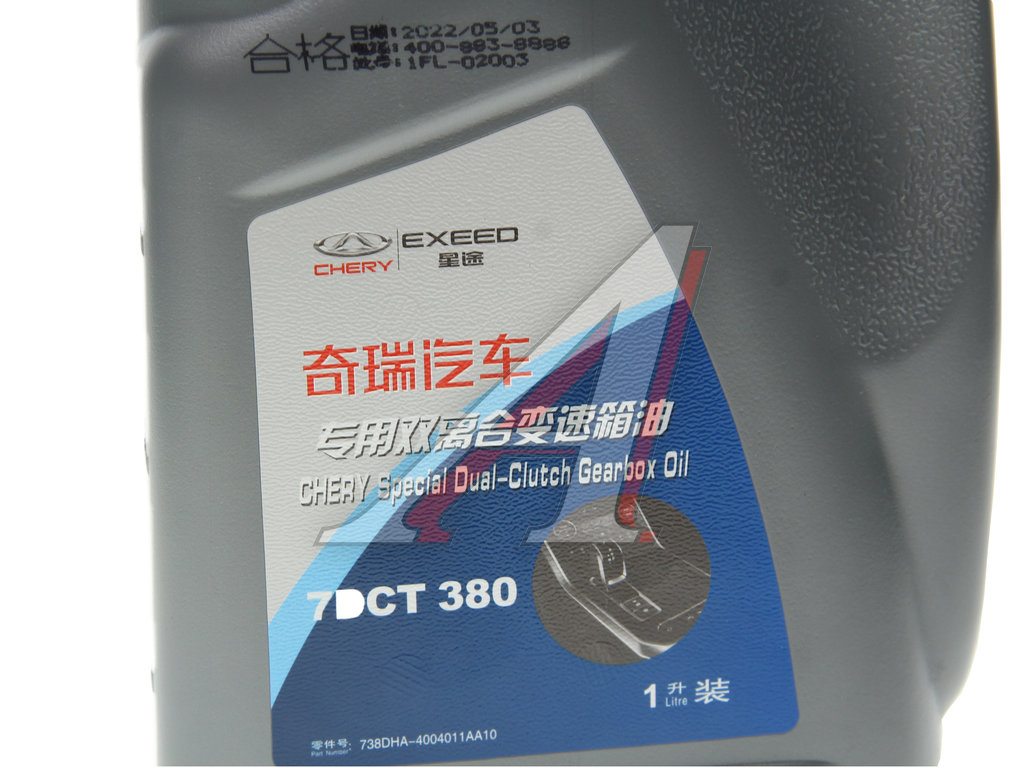 合格
日期:2022/05/03
电话:400-883-8888
批号:1FL-02003
CHERY
EXEED
星途
奇瑞汽车
专用双离合变速箱油
CHERY Special Dual-Clutch Gearbox Oil
7DCT 380
1升装
Litre
零件号: 738DHA-4004011AA10
Part Number